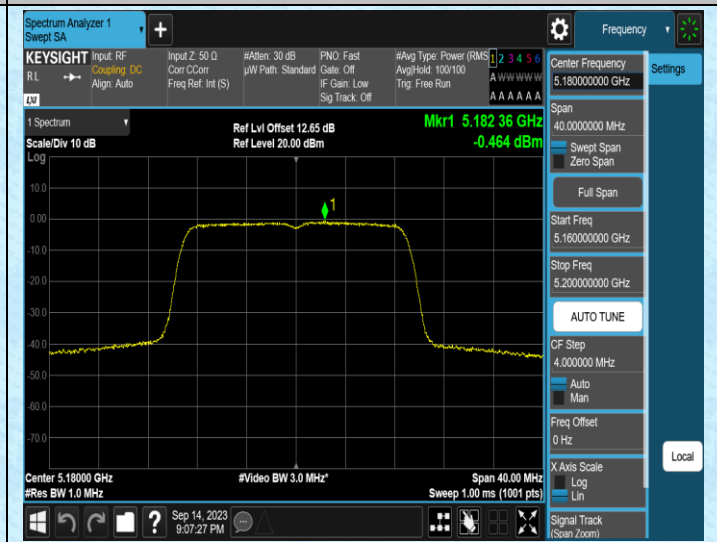 Spectrum Analyzer 1
Swept SA
+
Frequency
KEYSIGHT
R L
LXI
Input: RF
Coupling: DC
Align: Auto
Input Z: 50 Ω
Corr CCorr
Freq Ref: Int (S)
#Atten: 30 dB
µW Path: Standard
PNO: Fast
Gate: Off
IF Gain: Low
Sig Track: Off
#Avg Type: Power (RMS
Avg|Hold: 100/100
Trig: Free Run
1 2 3 4 5 6
A W W W W W
A A A A A A
Center Frequency
5.180000000 GHz
Settings
Span
40.0000000 MHz
Swept Span
Zero Span
Full Span
Start Freq
5.160000000 GHz
Stop Freq
5.200000000 GHz
AUTO TUNE
CF Step
4.000000 MHz
Auto
Man
Freq Offset
0 Hz
X Axis Scale
Log
Lin
Signal Track
(Span Zoom)
Local
1 Spectrum
Scale/Div 10 dB
Log
Ref Lvl Offset 12.65 dB
Ref Level 20.00 dBm
Mkr1 5.182 36 GHz
-0.464 dBm
1
10.0
0.00
-10.0
-20.0
-30.0
-40.0
-50.0
-60.0
-70.0
Center 5.18000 GHz
#Res BW 1.0 MHz
#Video BW 3.0 MHz*
Span 40.00 MHz
Sweep 1.00 ms (1001 pts)
?
Sep 14, 2023
9:07:27 PM